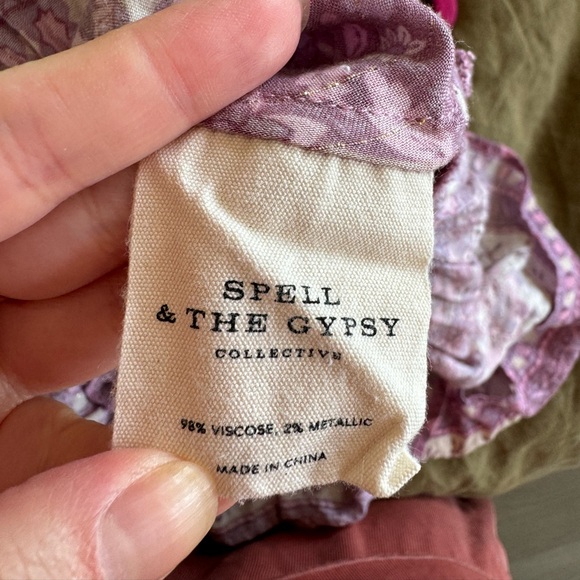 SPELL
& THE GYPSY
COLLECTIVE
98% VISCOSE, 2% METALLIC
MADE IN CHINA